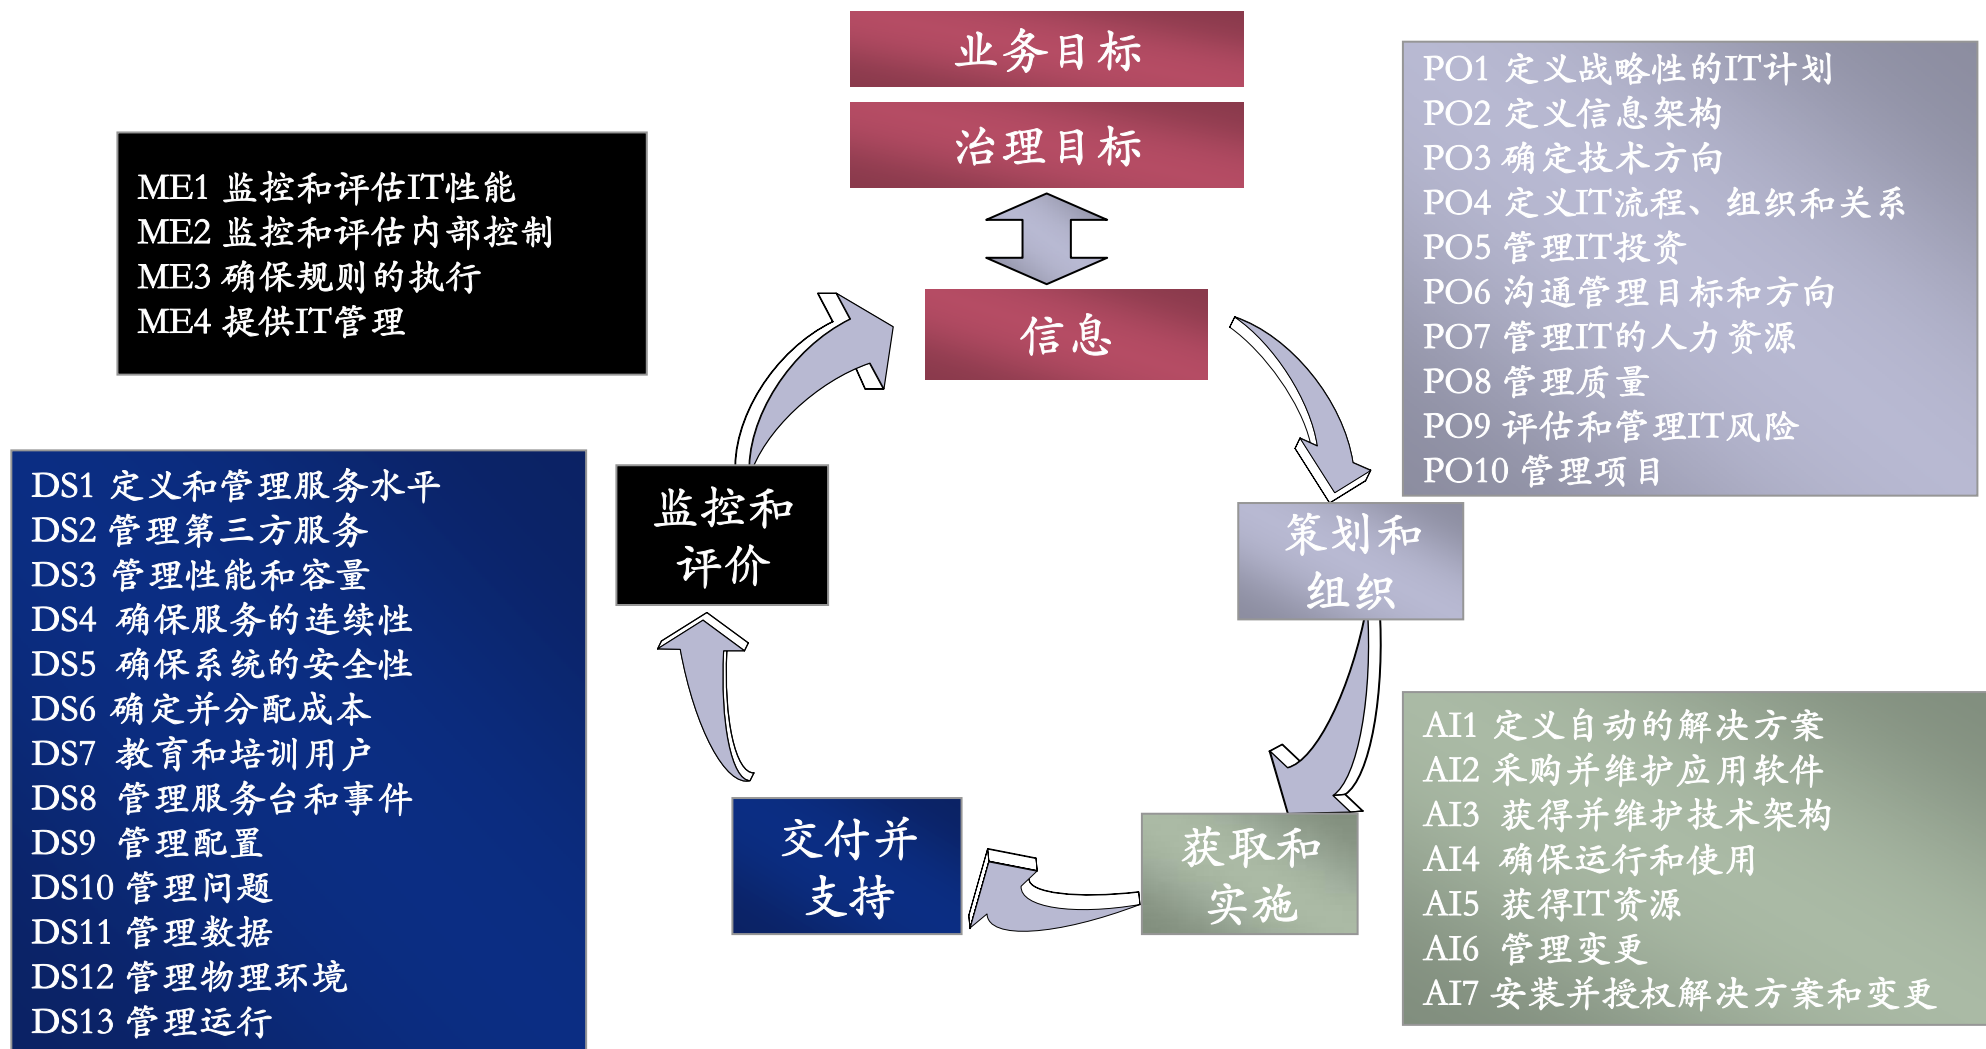 业务目标
治理目标
信息
ME1 监控和评估IT性能
ME2 监控和评估内部控制
ME3 确保规则的执行
ME4 提供IT管理
PO1 定义战略性的IT计划
PO2 定义信息架构
PO3 确定技术方向
PO4 定义IT流程、组织和关系
PO5 管理IT投资
PO6 沟通管理目标和方向
PO7 管理IT的人力资源
PO8 管理质量
PO9 评估和管理IT风险
PO10 管理项目
监控和
评价
策划和
组织
DS1 定义和管理服务水平
DS2 管理第三方服务
DS3 管理性能和容量
DS4 确保服务的连续性
DS5 确保系统的安全性
DS6 确定并分配成本
DS7 教育和培训用户
DS8 管理服务台和事件
DS9 管理配置
DS10 管理问题
DS11 管理数据
DS12 管理物理环境
DS13 管理运行
交付并
支持
获取和
实施
AI1 定义自动的解决方案
AI2 采购并维护应用软件
AI3 获得并维护技术架构
AI4 确保运行和使用
AI5 获得IT资源
AI6 管理变更
AI7 安装并授权解决方案和变更